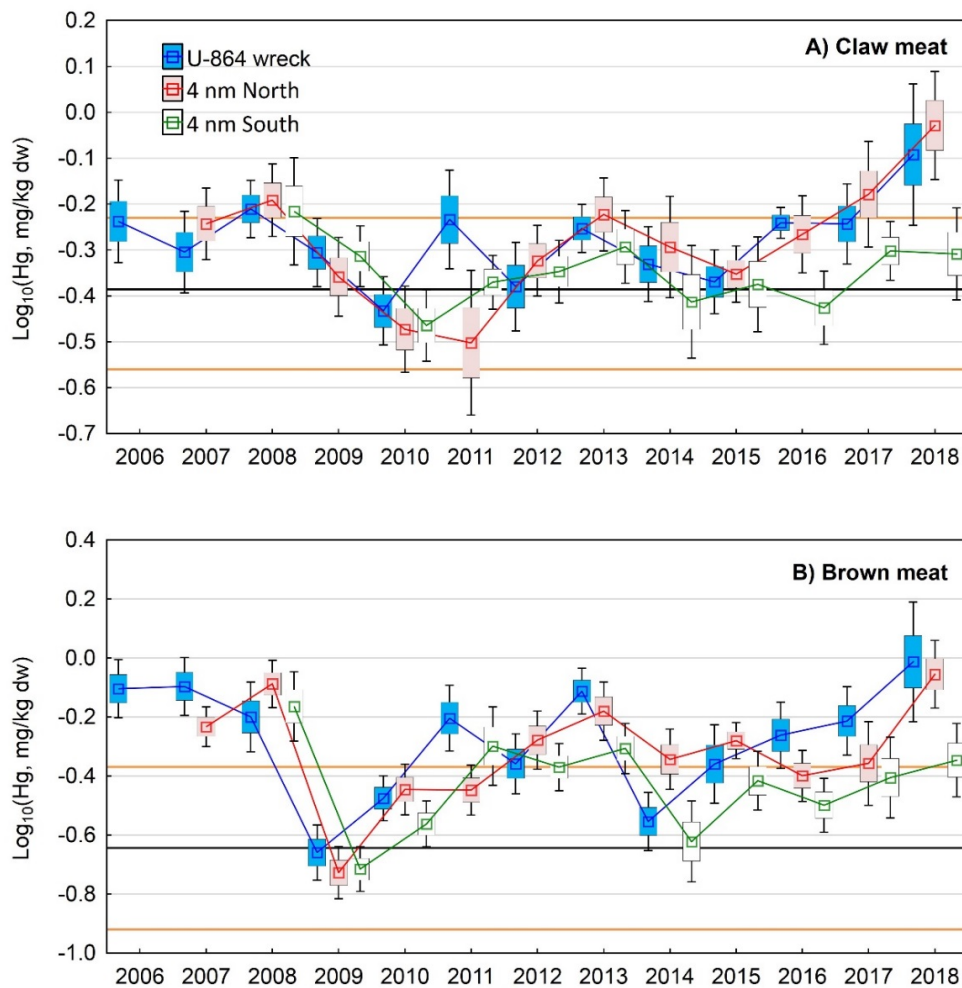 A) Claw meat
U-864 wreck
4 nm North
4 nm South
Log10(Hg, mg/kg dw)
0.2
0.1
0.0
-0.1
-0.2
-0.3
-0.4
-0.5
-0.6
-0.7
2006 2007 2008 2009 2010 2011 2012 2013 2014 2015 2016 2017 2018
B) Brown meat
Log10(Hg, mg/kg dw)
0.4
0.2
0.0
-0.2
-0.4
-0.6
-0.8
-1.0
2006 2007 2008 2009 2010 2011 2012 2013 2014 2015 2016 2017 2018